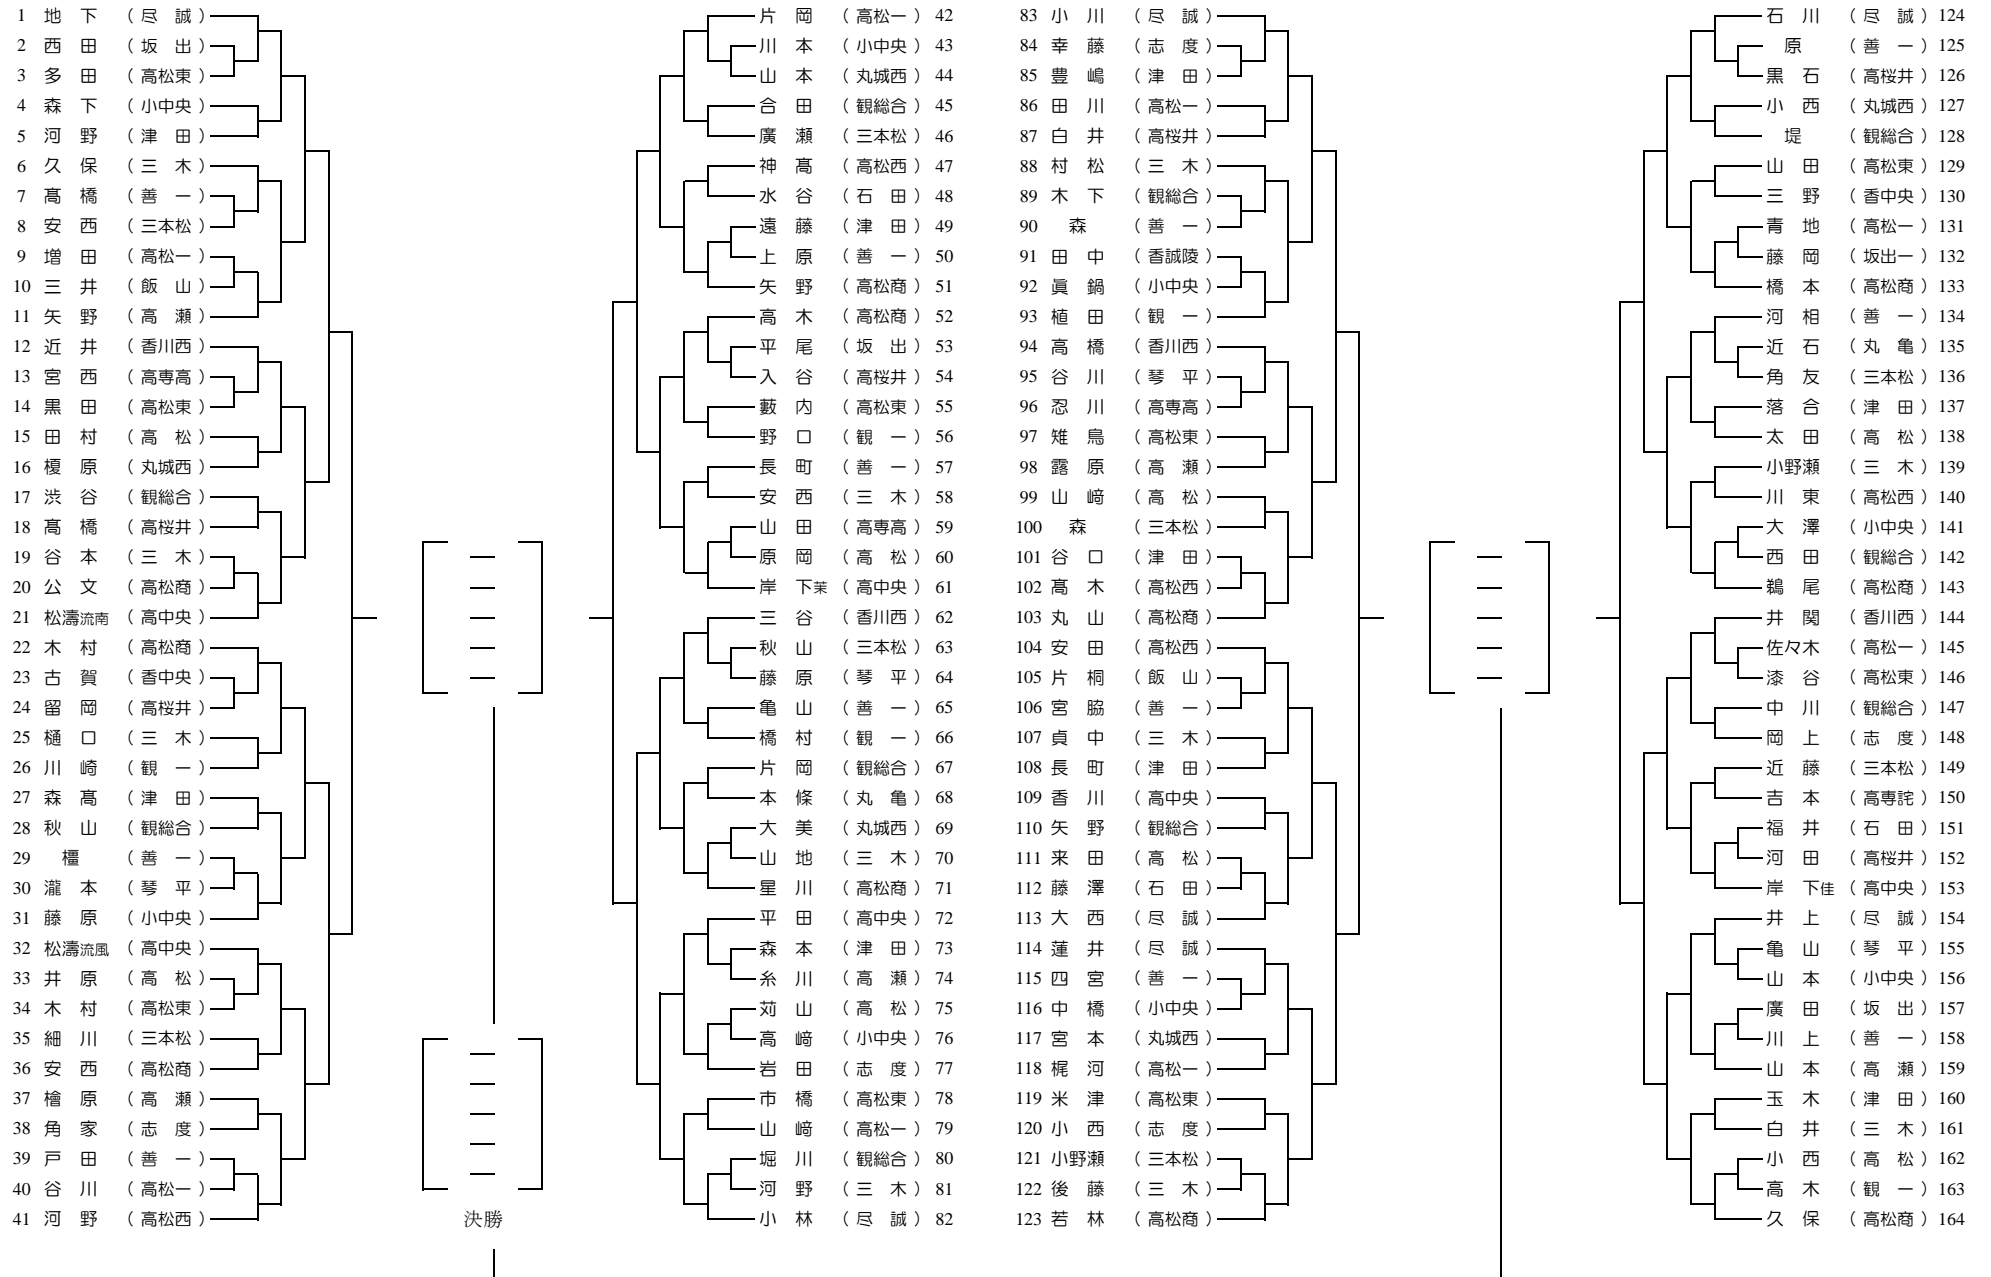 1 地 下 ( 尽 誠 )
2 西 田 ( 坂 出 )
3 多 田 ( 高松東 )
4 森 下 ( 小中央 )
5 河 野 ( 津 田 )
6 久 保 ( 三 木 )
7 髙 橋 ( 善 一 )
8 安 西 ( 三本松 )
9 増 田 ( 高松一 )
10 三 井 ( 飯 山 )
11 矢 野 ( 高 瀬 )
12 近 井 ( 香川西 )
13 宮 西 ( 高専高 )
14 黒 田 ( 高松東 )
15 田 村 ( 高 松 )
16 榎 原 ( 丸城西 )
17 渋 谷 ( 観総合 )
18 髙 橋 ( 高桜井 )
19 谷 本 ( 三 木 )
20 公 文 ( 高松商 )
21 松濤流南 ( 高中央 )
22 木 村 ( 高松商 )
23 古 賀 ( 香中央 )
24 留 岡 ( 高桜井 )
25 樋 口 ( 三 木 )
26 川 崎 ( 観 一 )
27 森 髙 ( 津 田 )
28 秋 山 ( 観総合 )
29 橿 ( 善 一 )
30 瀧 本 ( 琴 平 )
31 藤 原 ( 小中央 )
32 松濤流風 ( 高中央 )
33 井 原 ( 高 松 )
34 木 村 ( 高松東 )
35 細 川 ( 三本松 )
36 安 西 ( 高松商 )
37 檜 原 ( 高 瀬 )
38 角 家 ( 志 度 )
39 戸 田 ( 善 一 )
40 谷 川 ( 高松一 )
41 河 野 ( 高松西 )
決勝
片 岡 ( 高松一 ) 42
川 本 ( 小中央 ) 43
山 本 ( 丸城西 ) 44
合 田 ( 観総合 ) 45
廣 瀬 ( 三本松 ) 46
神 髙 ( 高松西 ) 47
水 谷 ( 石 田 ) 48
遠 藤 ( 津 田 ) 49
上 原 ( 善 一 ) 50
矢 野 ( 高松商 ) 51
高 木 ( 高松商 ) 52
平 尾 ( 坂 出 ) 53
入 谷 ( 高桜井 ) 54
藪 内 ( 高松東 ) 55
野 口 ( 観 一 ) 56
長 町 ( 善 一 ) 57
安 西 ( 三 木 ) 58
山 田 ( 高専高 ) 59
原 岡 ( 高 松 ) 60
岸 下茉 ( 高中央 ) 61
三 谷 ( 香川西 ) 62
秋 山 ( 三本松 ) 63
藤 原 ( 琴 平 ) 64
亀 山 ( 善 一 ) 65
橋 村 ( 観 一 ) 66
片 岡 ( 観総合 ) 67
本 條 ( 丸 亀 ) 68
大 美 ( 丸城西 ) 69
山 地 ( 三 木 ) 70
星 川 ( 高松商 ) 71
平 田 ( 高中央 ) 72
森 本 ( 津 田 ) 73
糸 川 ( 高 瀬 ) 74
苅 山 ( 高 松 ) 75
高 﨑 ( 小中央 ) 76
岩 田 ( 志 度 ) 77
市 橋 ( 高松東 ) 78
山 﨑 ( 高松一 ) 79
堀 川 ( 観総合 ) 80
河 野 ( 三 木 ) 81
小 林 ( 尽 誠 ) 82
83 小 川 ( 尽 誠 )
84 幸 藤 ( 志 度 )
85 豊 嶋 ( 津 田 )
86 田 川 ( 高松一 )
87 白 井 ( 高桜井 )
88 村 松 ( 三 木 )
89 木 下 ( 観総合 )
90 森 ( 善 一 )
91 田 中 ( 香誠陵 )
92 眞 鍋 ( 小中央 )
93 植 田 ( 観 一 )
94 高 橋 ( 香川西 )
95 谷 川 ( 琴 平 )
96 忍 川 ( 高専高 )
97 雉 鳥 ( 高松東 )
98 露 原 ( 高 瀬 )
99 山 﨑 ( 高 松 )
100 森 ( 三本松 )
101 谷 口 ( 津 田 )
102 髙 木 ( 高松西 )
103 丸 山 ( 高松商 )
104 安 田 ( 高松西 )
105 片 桐 ( 飯 山 )
106 宮 脇 ( 善 一 )
107 貞 中 ( 三 木 )
108 長 町 ( 津 田 )
109 香 川 ( 高中央 )
110 矢 野 ( 観総合 )
111 来 田 ( 高 松 )
112 藤 澤 ( 石 田 )
113 大 西 ( 尽 誠 )
114 蓮 井 ( 尽 誠 )
115 四 宮 ( 善 一 )
116 中 橋 ( 小中央 )
117 宮 本 ( 丸城西 )
118 梶 河 ( 高松一 )
119 米 津 ( 高松東 )
120 小 西 ( 志 度 )
121 小野瀬 ( 三本松 )
122 後 藤 ( 三 木 )
123 若 林 ( 高松商 )
石 川 ( 尽 誠 ) 124
原 ( 善 一 ) 125
黒 石 ( 高桜井 ) 126
小 西 ( 丸城西 ) 127
堤 ( 観総合 ) 128
山 田 ( 高松東 ) 129
三 野 ( 香中央 ) 130
青 地 ( 高松一 ) 131
藤 岡 ( 坂出一 ) 132
橋 本 ( 高松商 ) 133
河 相 ( 善 一 ) 134
近 石 ( 丸 亀 ) 135
角 友 ( 三本松 ) 136
落 合 ( 津 田 ) 137
太 田 ( 高 松 ) 138
小野瀬 ( 三 木 ) 139
川 東 ( 高松西 ) 140
大 澤 ( 小中央 ) 141
西 田 ( 観総合 ) 142
鵜 尾 ( 高松商 ) 143
井 関 ( 香川西 ) 144
佐々木 ( 高松一 ) 145
漆 谷 ( 高松東 ) 146
中 川 ( 観総合 ) 147
岡 上 ( 志 度 ) 148
近 藤 ( 三本松 ) 149
吉 本 ( 高専詫 ) 150
福 井 ( 石 田 ) 151
河 田 ( 高桜井 ) 152
岸 下佳 ( 高中央 ) 153
井 上 ( 尽 誠 ) 154
亀 山 ( 琴 平 ) 155
山 本 ( 小中央 ) 156
廣 田 ( 坂 出 ) 157
川 上 ( 善 一 ) 158
山 本 ( 高 瀬 ) 159
玉 木 ( 津 田 ) 160
白 井 ( 三 木 ) 161
小 西 ( 高 松 ) 162
高 木 ( 観 一 ) 163
久 保 ( 高松商 ) 164